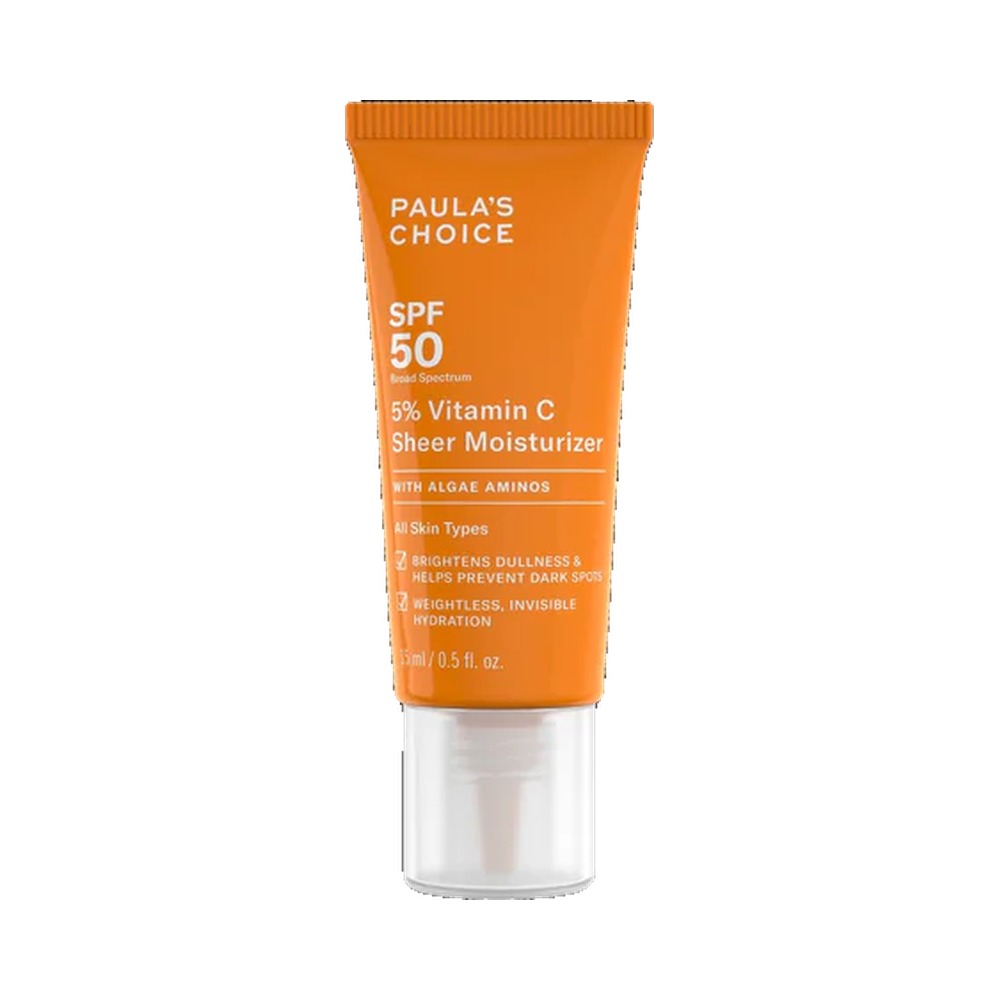 PAULA'S
CHOICE
SPF
50
Broad Spectrum
5% Vitamin C
Sheer Moisturizer
WITH ALGAE AMINOS
All Skin Types
BRIGHTENS DULLNESS &
HELPS PREVENT DARK SPOTS
WEIGHTLESS, INVISIBLE
HYDRATION
15 ml / 0.5 fl. oz.